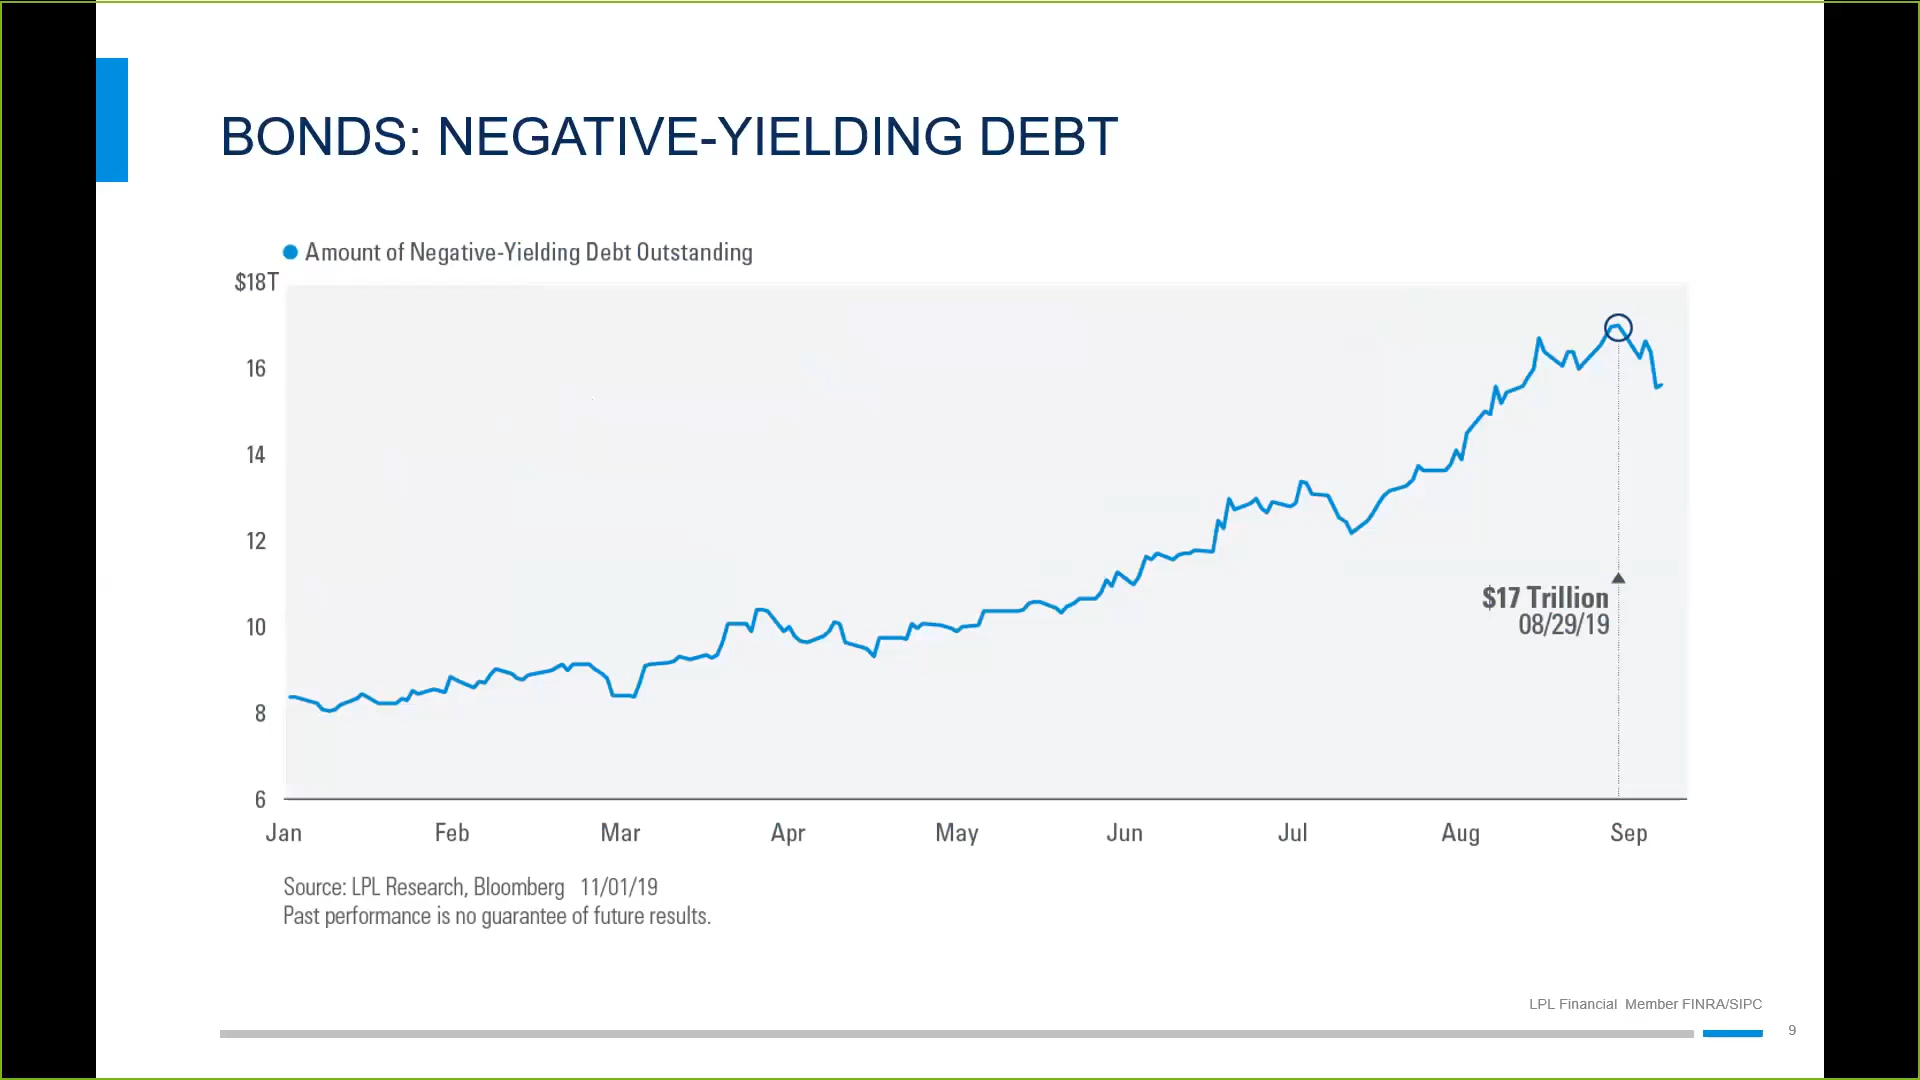 BONDS: NEGATIVE-YIELDING DEBT
Amount of Negative-Yielding Debt Outstanding
$18T
16
14
12
10
8
6
$17 Trillion
08/29/19
Jan Feb Mar Apr May Jun Jul Aug Sep
Source: LPL Research, Bloomberg 11/01/19
Past performance is no guarantee of future results.
LPL Financial Member FINRA/SIPC
9